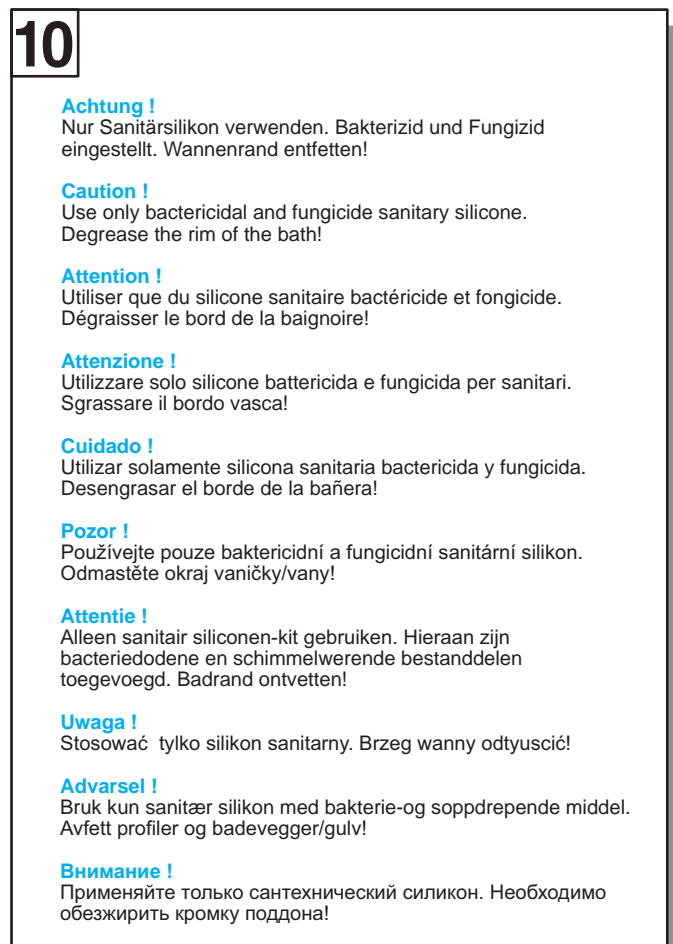 10
Achtung !
Nur Sanitärsilikon verwenden. Bakterizid und Fungizid
eingestellt. Wannenrand entfetten!
Caution !
Use only bactericidal and fungicide sanitary silicone.
Degrease the rim of the bath!
Attention !
Utiliser que du silicone sanitaire bactéricide et fongicide.
Dégraisser le bord de la baignoire!
Attenzione !
Utilizzare solo silicone battericida e fungicida per sanitari.
Sgrassare il bordo vasca!
Cuidado !
Utilizar solamente silicona sanitaria bactericida y fungicida.
Desengrasar el borde de la bañera!
Pozor !
Používejte pouze baktericidní a fungicidní sanitární silikon.
Odmastěte okraj vaničky/vany!
Attentie !
Alleen sanitair siliconen-kit gebruiken. Hieraan zijn
bacteriedodene en schimmelwerende bestanddelen
toegevoegd. Badrand ontvetten!
Uwaga !
Stosować  tylko silikon sanitarny. Brzeg wanny odtyuscić!
Advarsel !
Bruk kun sanitær silikon med bakterie-og soppdrepende middel.
Avfett profiler og badevegger/gulv!
Внимание !
Применяйте только сантехнический силикон. Необходимо
обезжирить кромку поддона!